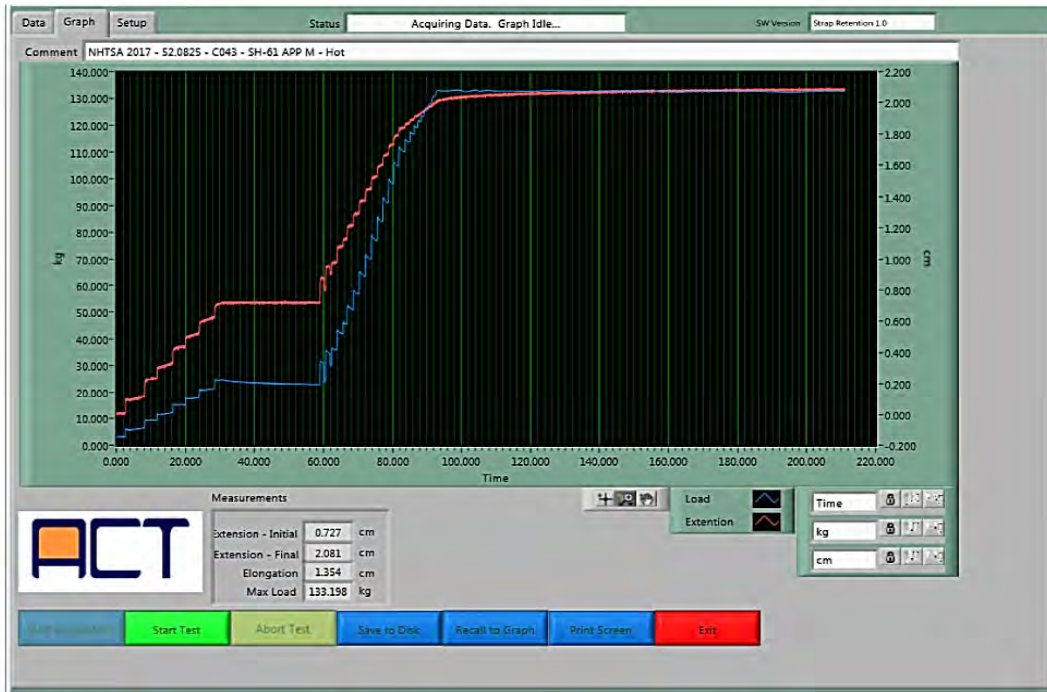 Data Graph Setup Status Acquiring Data. Graph Idle... SW Version Strap Retention 1.0
Comment NHTSA 2017 - 52.0825 - C043 - SH-61 APP M - Hot
140.000 2.200
130.000 2.000
120.000 1.800
110.000 1.600
100.000 1.400
90.000 1.200
80.000 1.000
70.000 0.800
60.000 0.600
50.000 0.400
40.000 0.200
30.000 0.000
20.000 -0.200
10.000
0.000
kg
cm
0.000 20.000 40.000 60.000 80.000 100.000 120.000 140.000 160.000 180.000 200.000 220.000
Time
Measurements
Extension - Initial 0.727 cm
Extension - Final 2.081 cm
Elongation 1.354 cm
Max Load 133.198 kg
Load
Extention
Time
kg
cm
ACT
Start Test Abort Test Save to Disk Recall to Graph Print Screen Exit